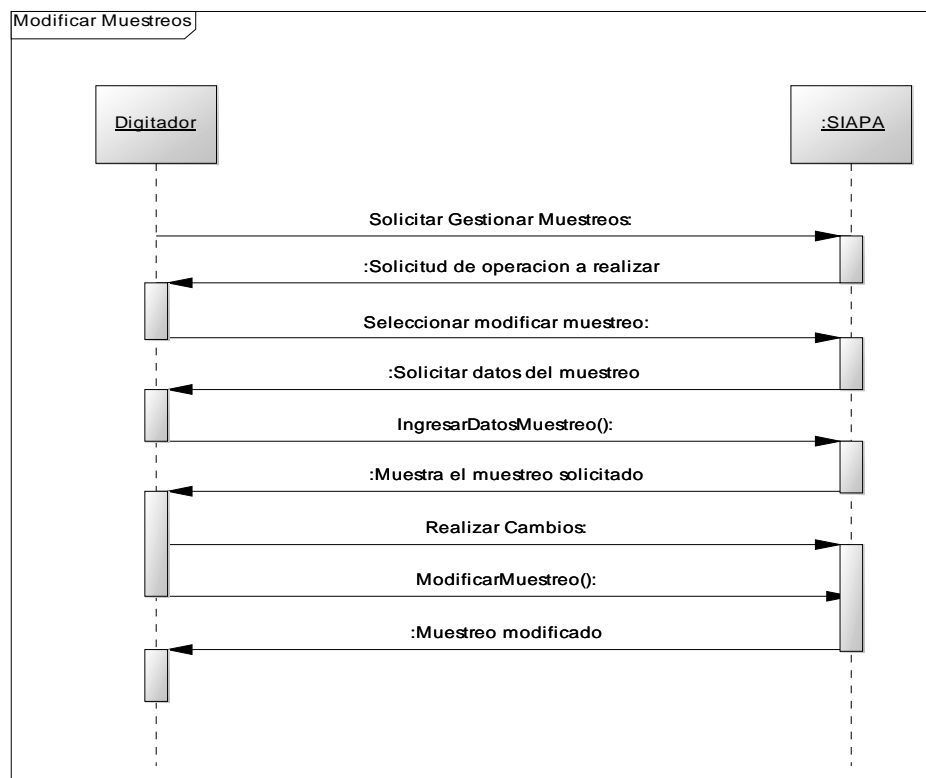 Modificar Muestreos
Digitador
:SIAPA
Solicitar Gestionar Muestreos:
:Solicitud de operacion a realizar
Seleccionar modificar muestreo:
:Solicitar datos del muestreo
IngresarDatosMuestreo():
:Muestra el muestreo solicitado
Realizar Cambios:
ModificarMuestreo():
:Muestreo modificado